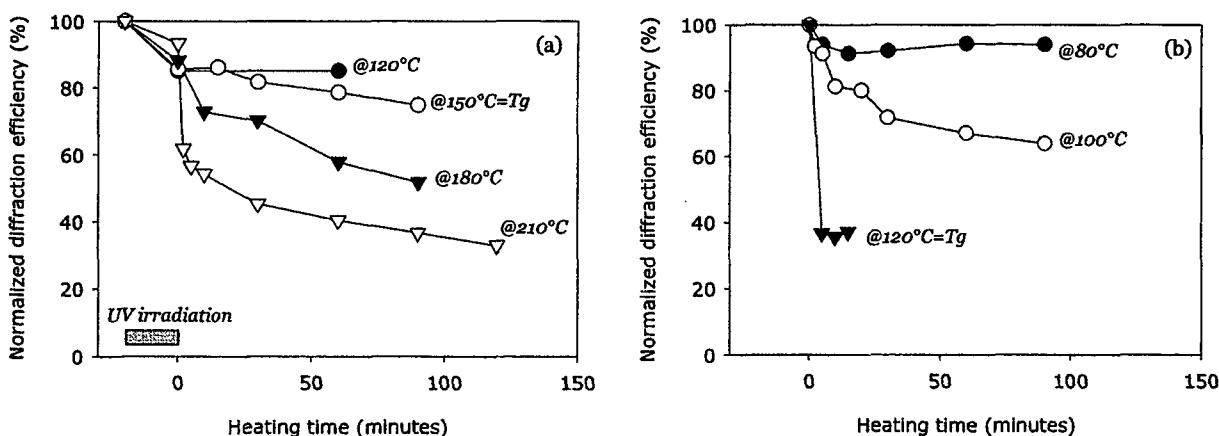 Normalized diffraction efficiency (%)
100
80
60
40
20
0
(a)
@120°C
@150°C=Tg
@180°C
@210°C
UV irradiation
0
50
100
150
Heating time (minutes)
Normalized diffraction efficiency (%)
100
80
60
40
20
0
(b)
@80°C
@100°C
@120°C=Tg
0
50
100
150
Heating time (minutes)